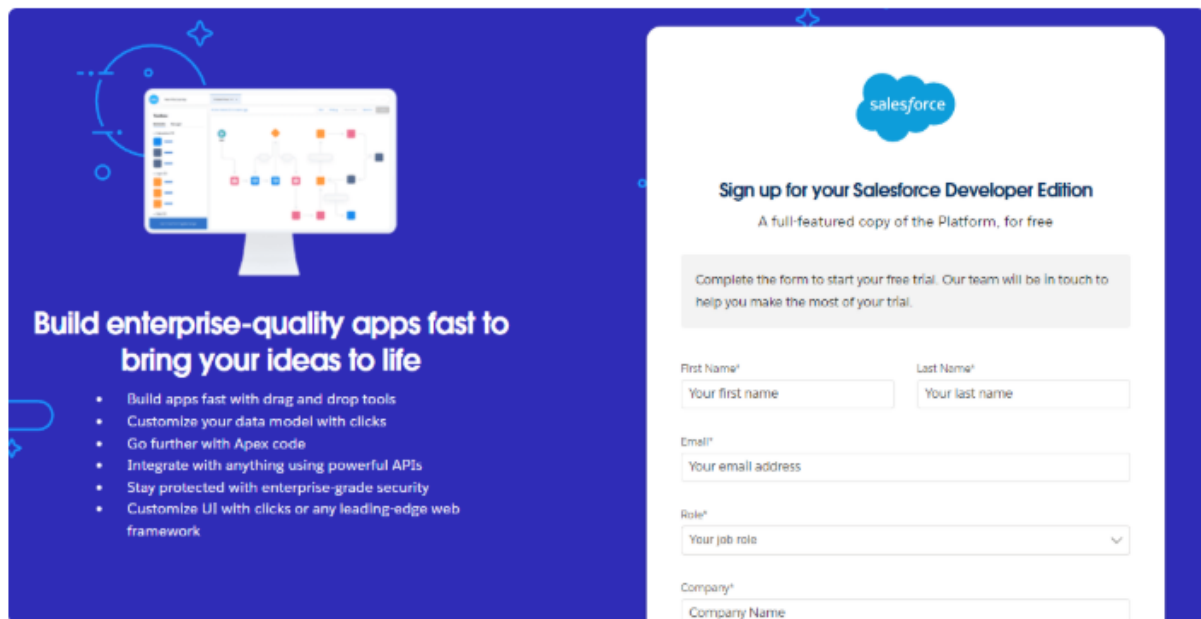 Build enterprise-quality apps fast to
bring your ideas to life
• Build apps fast with drag and drop tools
• Customize your data model with clicks
• Go further with Apex code
• Integrate with anything using powerful APIs
• Stay protected with enterprise-grade security
• Customize UI with clicks or any leading-edge web
framework
salesforce
Sign up for your Salesforce Developer Edition
A full-featured copy of the Platform, for free
Complete the form to start your free trial. Our team will be in touch to
help you make the most of your trial.
First Name* Last Name*
Your first name Your last name
Email*
Your email address
Role*
Your job role
Company*
Company Name